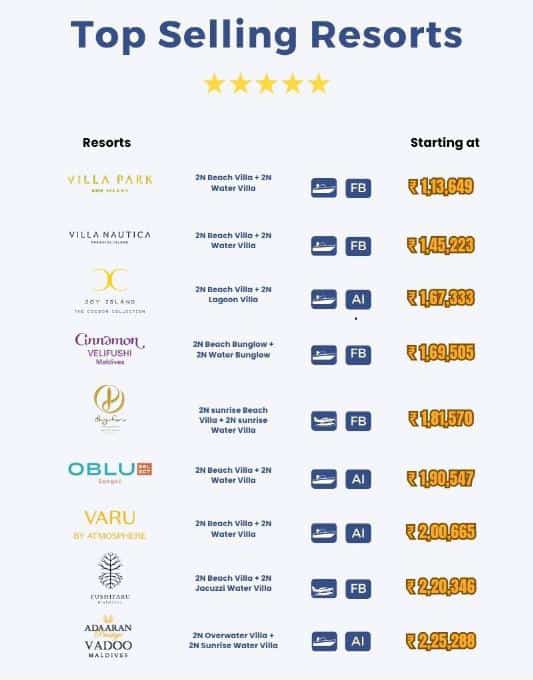 Top Selling Resorts
Resorts
Starting at
VILLA PARK
SUN ISLAND
2N Beach Villa + 2N
Water Villa
FB
₹ 1,13,649
VILLA NAUTICA
PARADISE ISLAND
2N Beach Villa + 2N
Water Villa
FB
₹ 1,45,223
JOY ISLAND
THE COCOON COLLECTION
2N Beach Villa + 2N
Lagoon Villa
AI
₹ 1,67,333
Cinnamon
VELIFUSHI
Maldives
2N Beach Bunglow +
2N Water Bunglow
FB
₹ 1,69,505
2N sunrise Beach
Villa + 2N sunrise
Water Villa
FB
₹ 1,81,570
OBLU
SEL
ECT
Sangeli
2N Beach Villa + 2N
Water Villa
AI
₹ 1,90,547
VARU
BY ATMOSPHERE
2N Beach Villa + 2N
Water Villa
AI
₹ 2,00,665
FUSHIFARU
MALDIVES
2N Beach Villa + 2N
Jacuzzi Water Villa
FB
₹ 2,20,346
ADAARAN
Prestige
VADOO
MALDIVES
2N Overwater Villa +
2N Sunrise Water Villa
AI
₹ 2,25,288